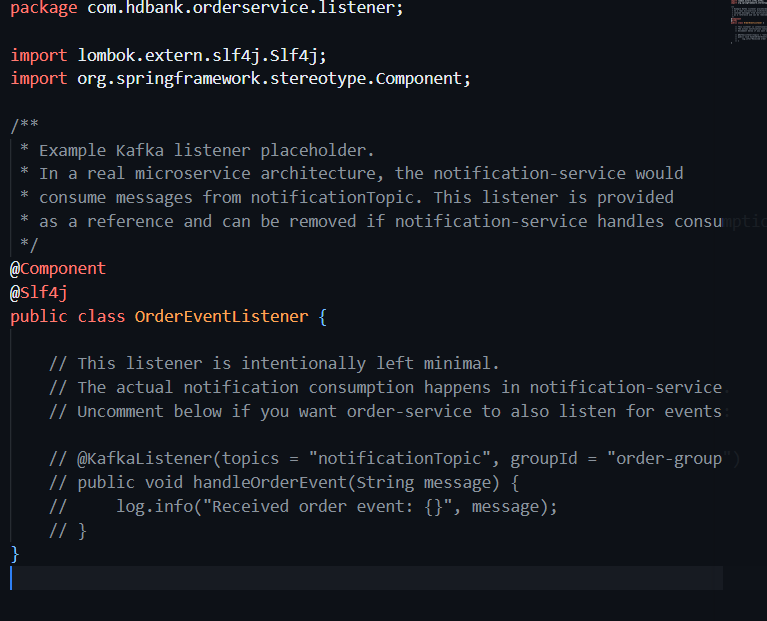 package com.hdbank.orderservice.listener;
import lombok.extern.slf4j.Slf4j;
import org.springframework.stereotype.Component;
/**
* Example Kafka listener placeholder.
* In a real microservice architecture, the notification-service would
* consume messages from notificationTopic. This listener is provided
* as a reference and can be removed if notification-service handles consumptio
*/
@Component
@Slf4j
public class OrderEventListener {
// This listener is intentionally left minimal.
// The actual notification consumption happens in notification-service.
// Uncomment below if you want order-service to also listen for events:
// @KafkaListener(topics = "notificationTopic", groupId = "order-group")
// public void handleOrderEvent(String message) {
//     log.info("Received order event: {}", message);
// }
}